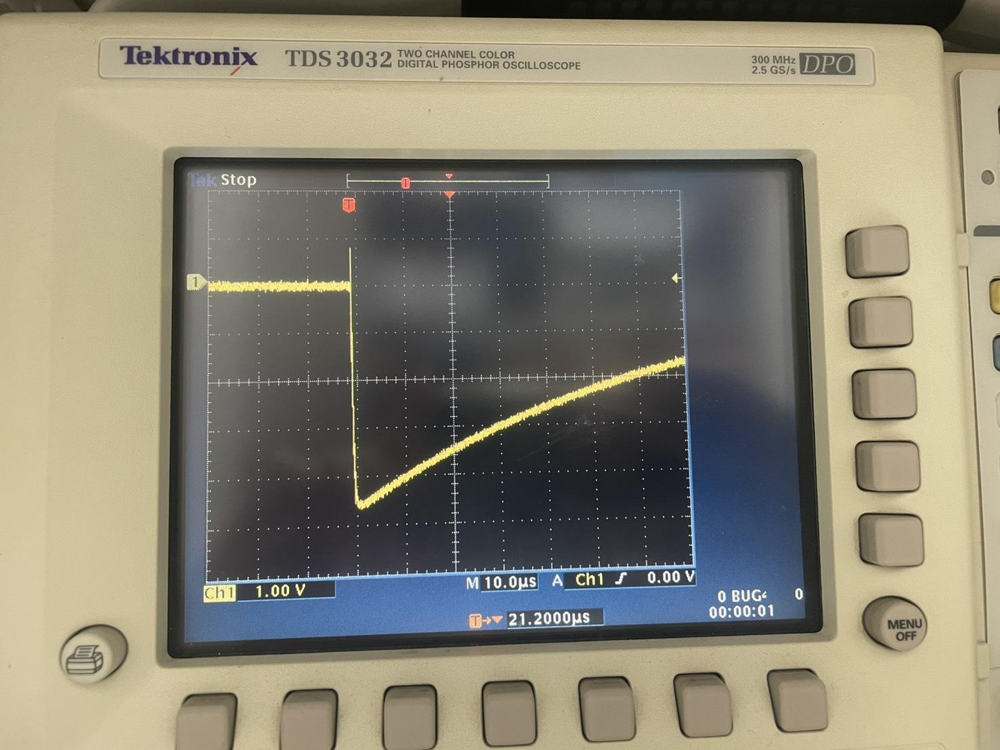 Tektronix TDS 3032 TWO CHANNEL COLOR
DIGITAL PHOSPHOR OSCILLOSCOPE
300 MHz
2.5 GS/s DPO
Tek Stop
T
T
1
Ch1 1.00 V
M 10.0µs A Ch1 0.00 V
T 21.2000µs
0 BUG 0
00:00:01
MENU
OFF